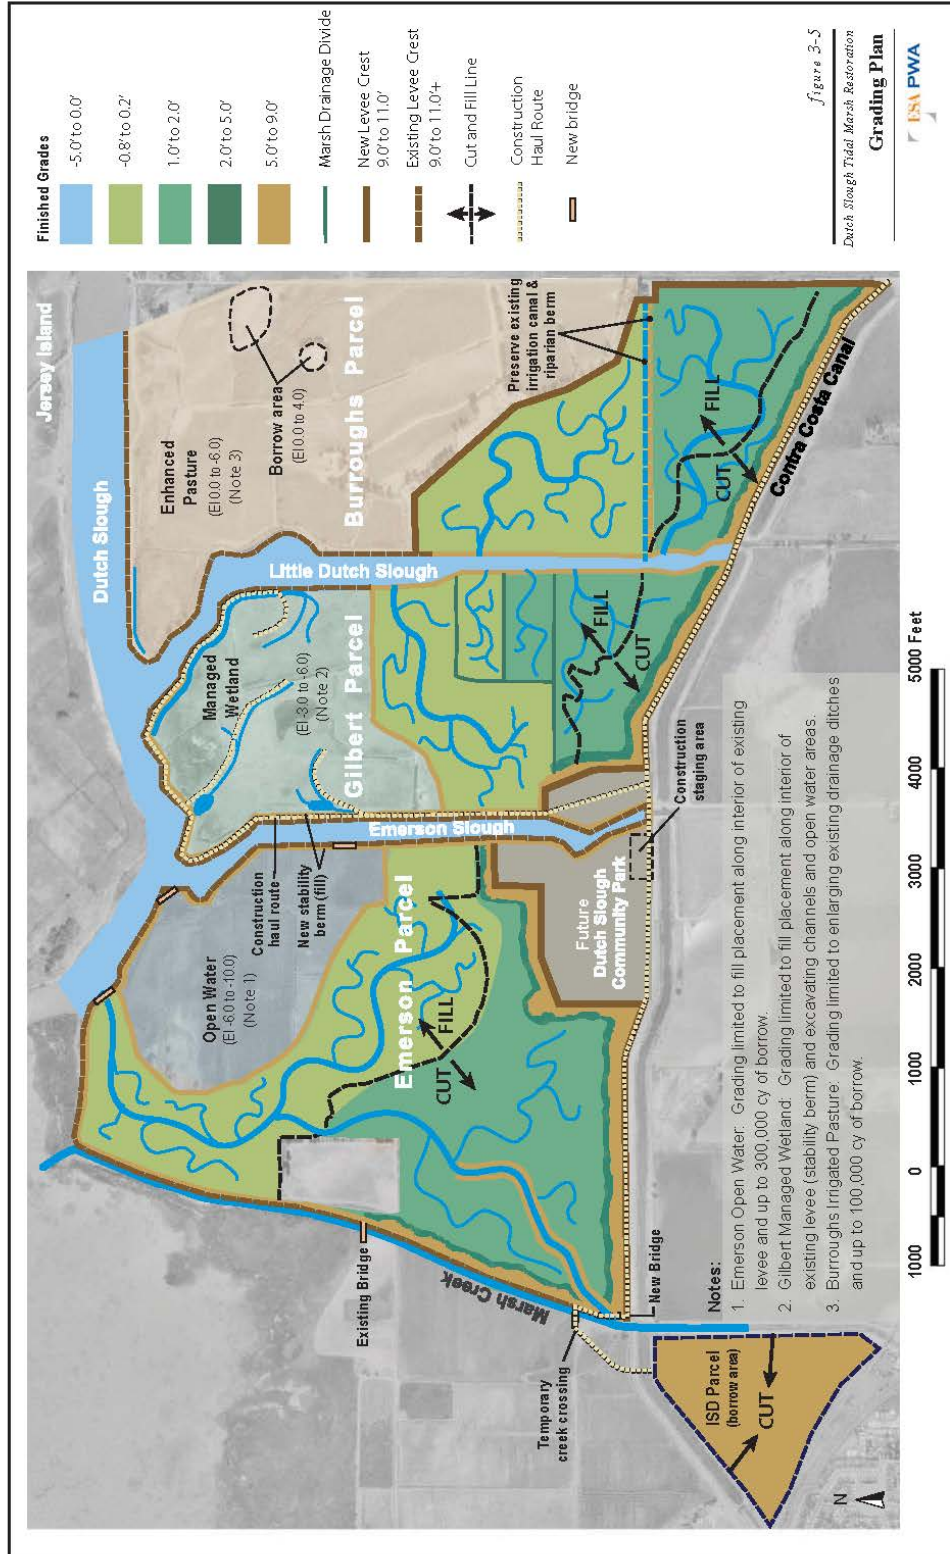 Jersey Island
Dutch Slough
Enhanced
Pasture
(El 0.0 to -6.0)
(Note 3)
Borrow area
(El 0.0 to 4.0)
Burroughs Parcel
Little Dutch Slough
Managed
Wetland
(El -3.0 to -6.0)
(Note 2)
Gilbert Parcel
Emerson Slough
Construction
haul route
New stability
berm (fill)
Open Water
(El -6.0 to -10.0)
(Note 1)
Emerson Parcel
FILL
CUT
FILL
CUT
FILL
CUT
Preserve existing
irrigation canal &
riparian berm
Contra Costa Canal
Future
Dutch Slough
Community Park
Construction
staging area
Existing Bridge
Marsh Creek
New Bridge
Temporary
creek crossing
ISD Parcel
(borrow area)
CUT
N
Notes:
1. Emerson Open Water: Grading limited to fill placement along interior of existing
levee and up to 300,000 cy of borrow.
2. Gilbert Managed Wetland: Grading limited to fill placement along interior of
existing levee (stability berm) and excavating channels and open water areas.
3. Burroughs Irrigated Pasture: Grading limited to enlarging existing drainage ditches
and up to 100,000 cy of borrow.
1000 0 1000 2000 3000 4000 5000 Feet
Finished Grades
-5.0' to 0.0'
-0.8' to 0.2'
1.0' to 2.0'
2.0' to 5.0'
5.0' to 9.0'
Marsh Drainage Divide
New Levee Crest
9.0' to 11.0'
Existing Levee Crest
9.0' to 11.0'+
Cut and Fill Line
Construction
Haul Route
New bridge
figure 3-5
Dutch Slough Tidal Marsh Restoration
Grading Plan
ESA PWA